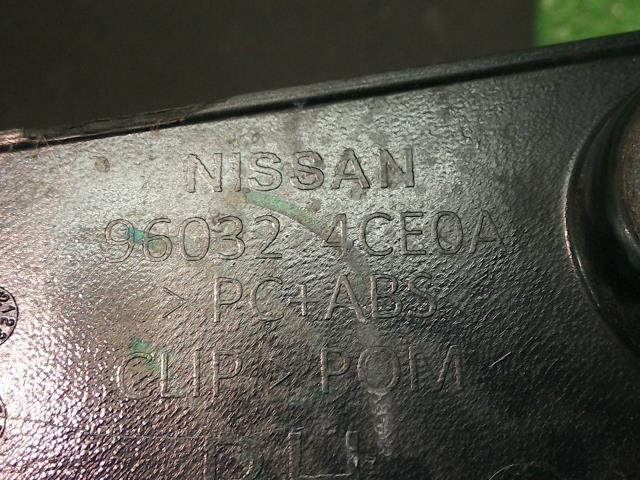 NISSAN
96032 4CE0A
> PC+ABS
CLIP > POM